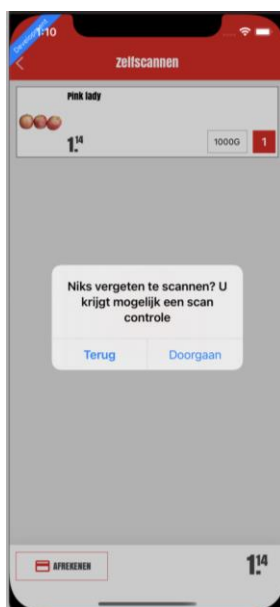 Development
1:10
Zelfscannen
Pink lady
1.14
1000G
1
Niks vergeten te scannen? U
krijgt mogelijk een scan
controle
Terug
Doorgaan
AFREKENEN
1.14